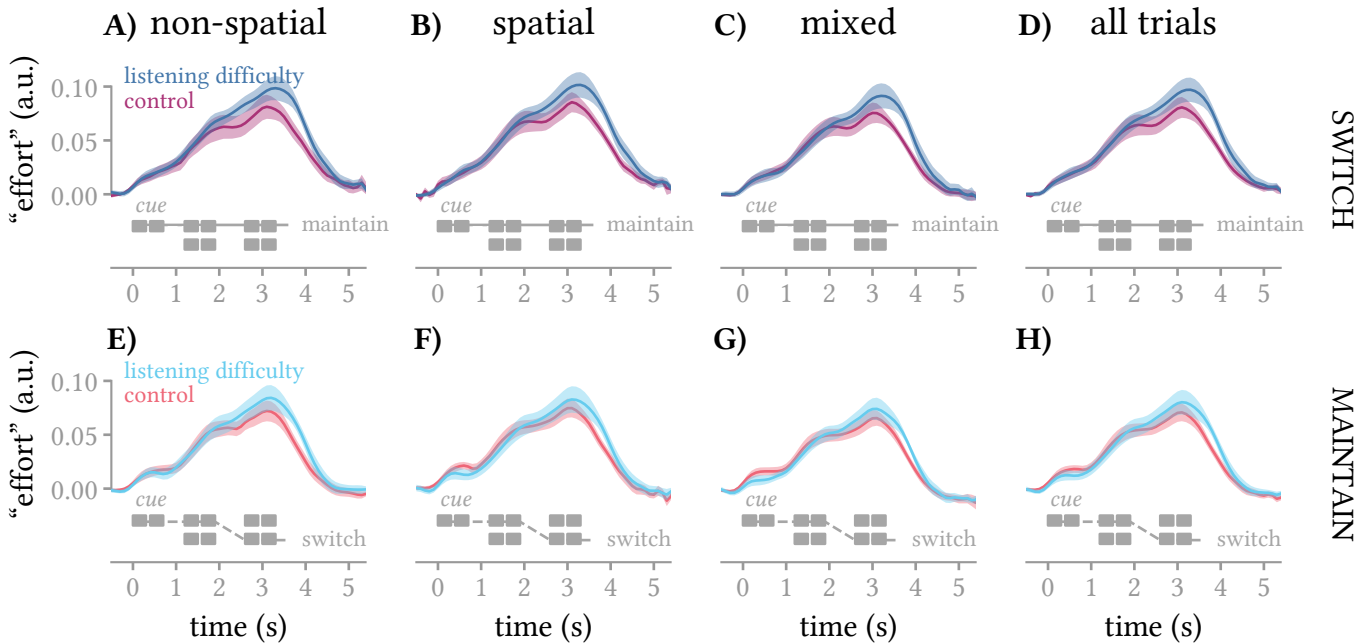 A) non-spatial
B) spatial
C) mixed
D) all trials
listening difficulty
control
0.10
0.05
0.00
“effort” (a.u.)
cue
maintain
cue
maintain
cue
maintain
cue
maintain
SWITCH
0 1 2 3 4 5
0 1 2 3 4 5
0 1 2 3 4 5
0 1 2 3 4 5
E)
F)
G)
H)
listening difficulty
control
0.10
0.05
0.00
“effort” (a.u.)
cue
switch
cue
switch
cue
switch
cue
switch
MAINTAIN
0 1 2 3 4 5
0 1 2 3 4 5
0 1 2 3 4 5
0 1 2 3 4 5
time (s)
time (s)
time (s)
time (s)